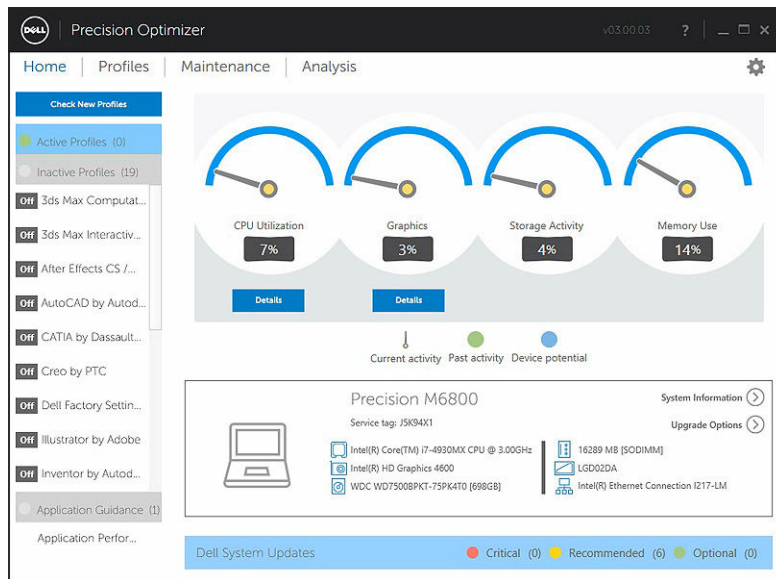 DELL
Precision Optimizer
v03.00.03
?
Home
Profiles
Maintenance
Analysis
Check New Profiles
Active Profiles (0)
Inactive Profiles (19)
Off 3ds Max Computat...
Off 3ds Max Interactiv...
Off After Effects CS /...
Off AutoCAD by Autod...
Off CATIA by Dassault...
Off Creo by PTC
Off Dell Factory Settin...
Off Illustrator by Adobe
Off Inventor by Autod...
Application Guidance (1)
Application Perfor...
CPU Utilization
7%
Details
Graphics
3%
Details
Storage Activity
4%
Memory Use
14%
Current activity
Past activity
Device potential
Precision M6800
Service tag: J5K94X1
System Information
Upgrade Options
Intel(R) Core(TM) i7-4930MX CPU @ 3.00GHz
Intel(R) HD Graphics 4600
WDC WD7500BPKT-75PK4T0 [698GB]
16289 MB [SODIMM]
LGD02DA
Intel(R) Ethernet Connection I217-LM
Dell System Updates
Critical (0)
Recommended (6)
Optional (0)